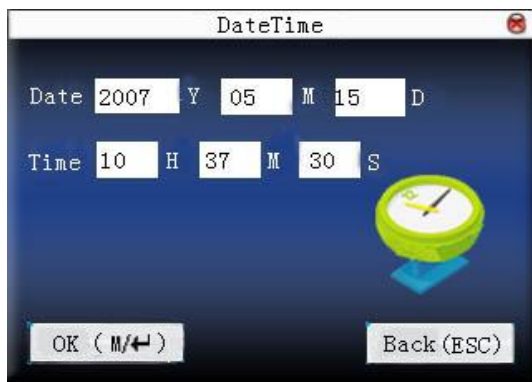 DateTime
Date 2007 Y 05 M 15 D
Time 10 H 37 M 30 S
OK (M/↵) Back(ESC)